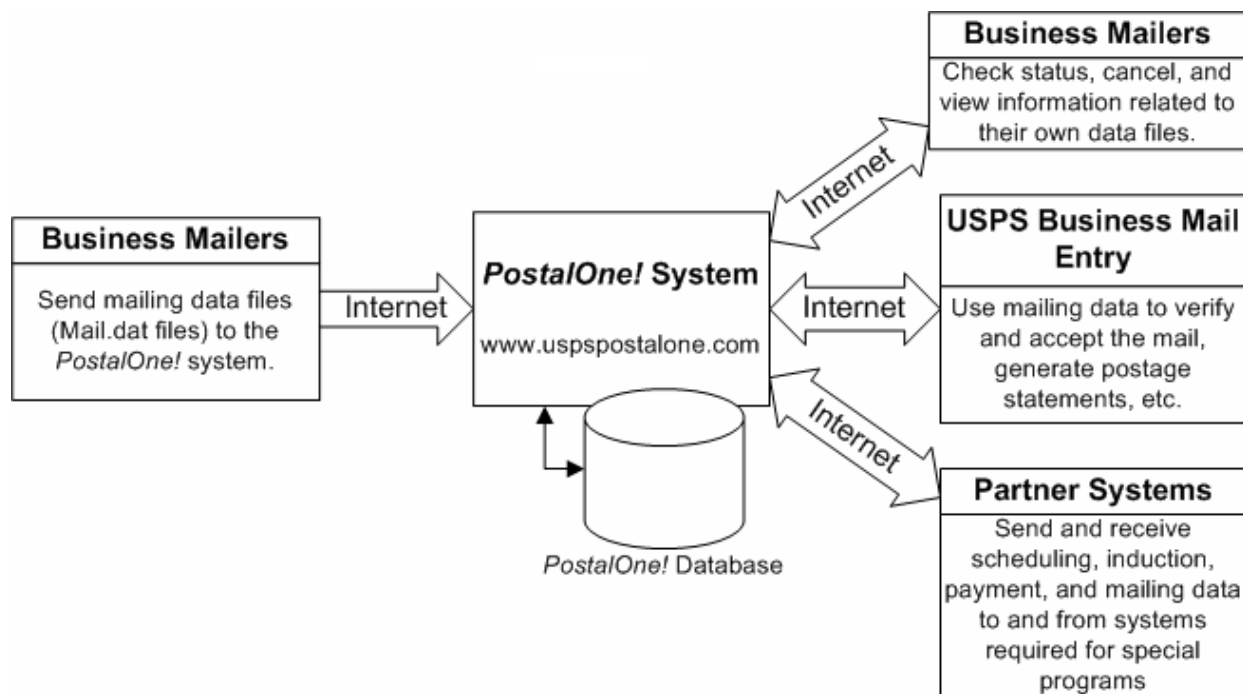 Business Mailers
Send mailing data files
(Mail.dat files) to the
PostalOne! system.
Internet
PostalOne! System
www.uspspostalone.com
PostalOne! Database
Internet
Business Mailers
Check status, cancel, and
view information related to
their own data files.
Internet
USPS Business Mail
Entry
Use mailing data to verify
and accept the mail,
generate postage
statements, etc.
Internet
Partner Systems
Send and receive
scheduling, induction,
payment, and mailing data
to and from systems
required for special
programs